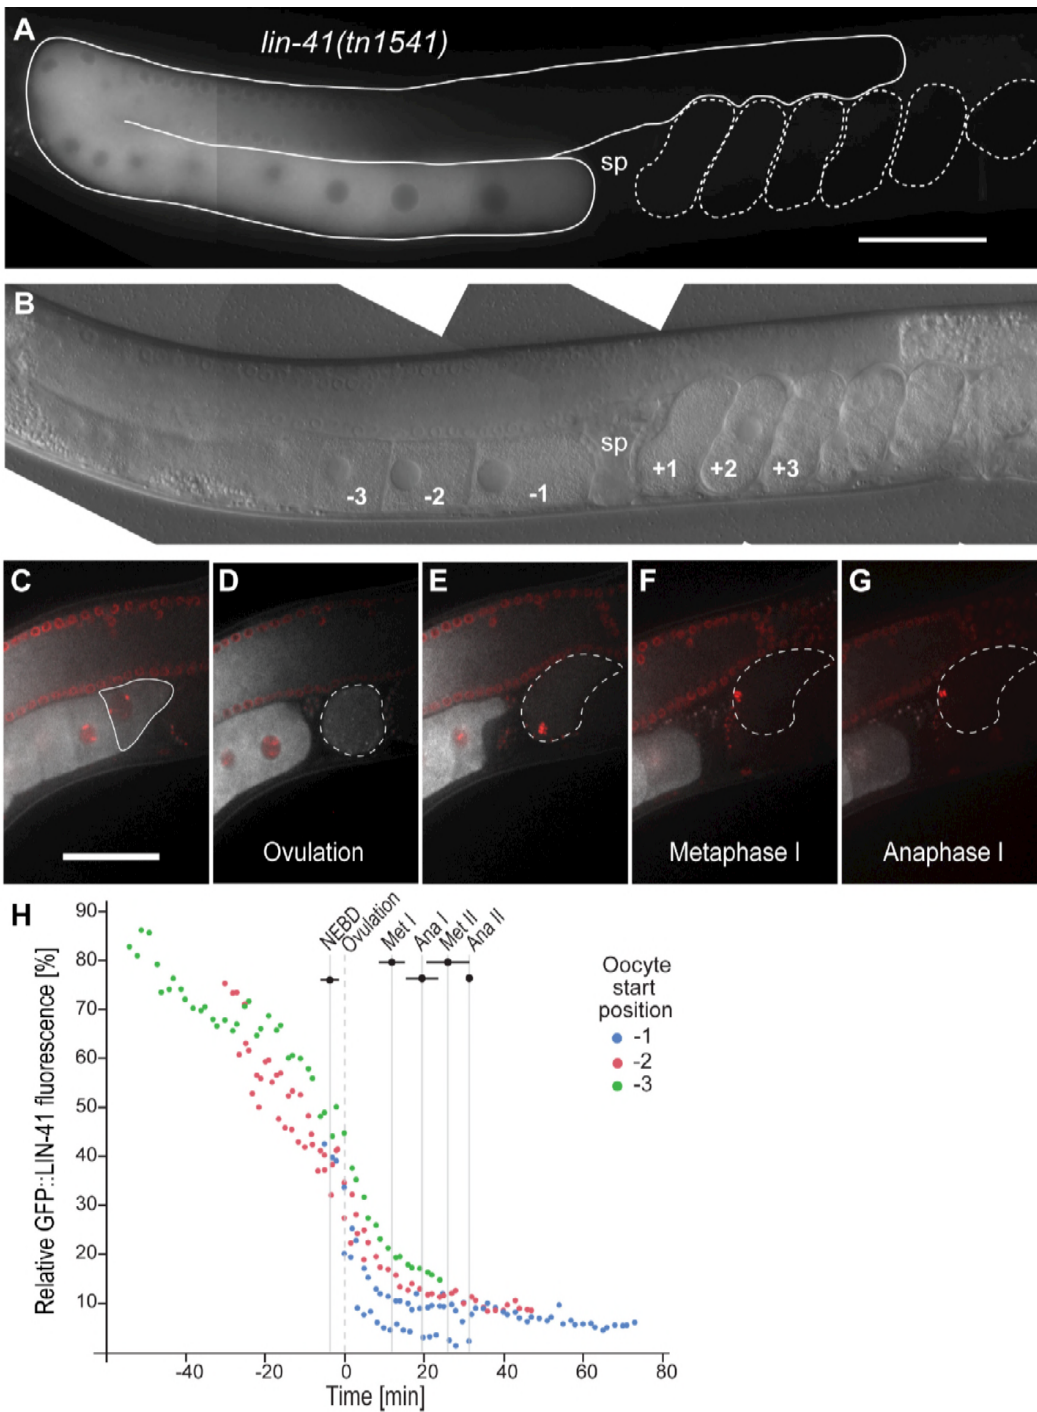 A
lin-41(tn1541)
sp
B
sp
-3
-2
-1
+1
+2
+3
C
D
E
F
G
Ovulation
Metaphase I
Anaphase I
H
NEBD
Ovulation
Met I
Ana I
Met II
Ana II
Relative GFP::LIN-41 fluorescence [%]
90
80
70
60
50
40
30
20
10
Oocyte
start
position
-1
-2
-3
-40
-20
0
20
40
60
80
Time [min]